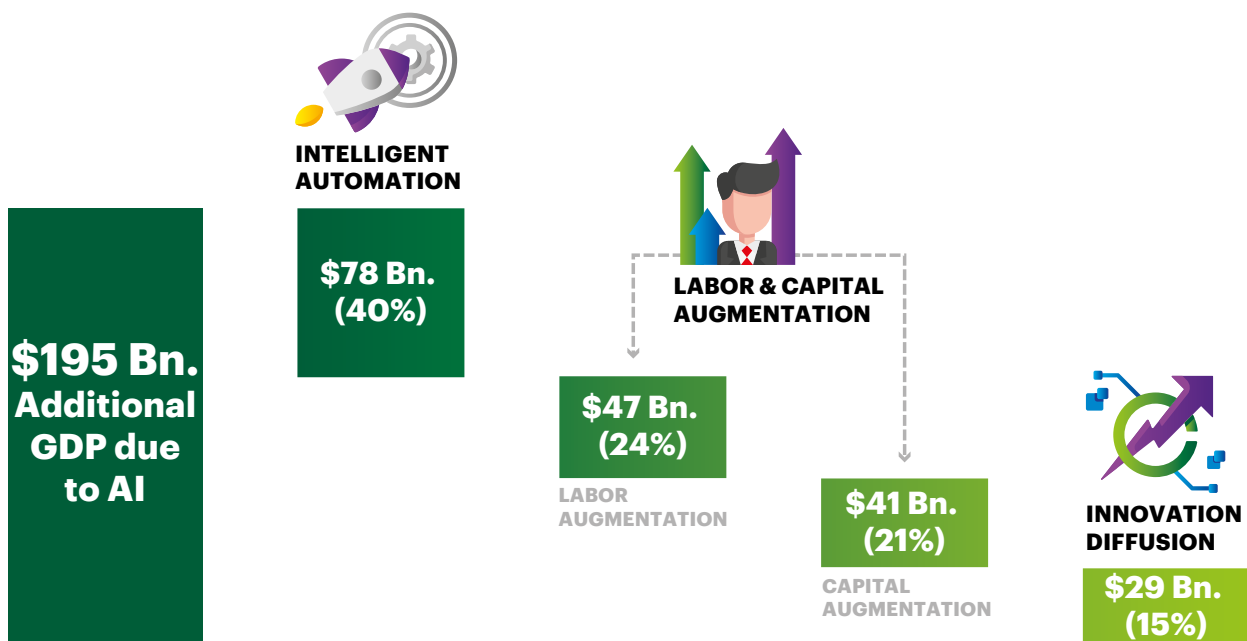 $195 Bn.
Additional
GDP due
to AI
INTELLIGENT
AUTOMATION
$78 Bn.
(40%)
LABOR & CAPITAL
AUGMENTATION
$47 Bn.
(24%)
LABOR
AUGMENTATION
$41 Bn.
(21%)
CAPITAL
AUGMENTATION
INNOVATION
DIFFUSION
$29 Bn.
(15%)